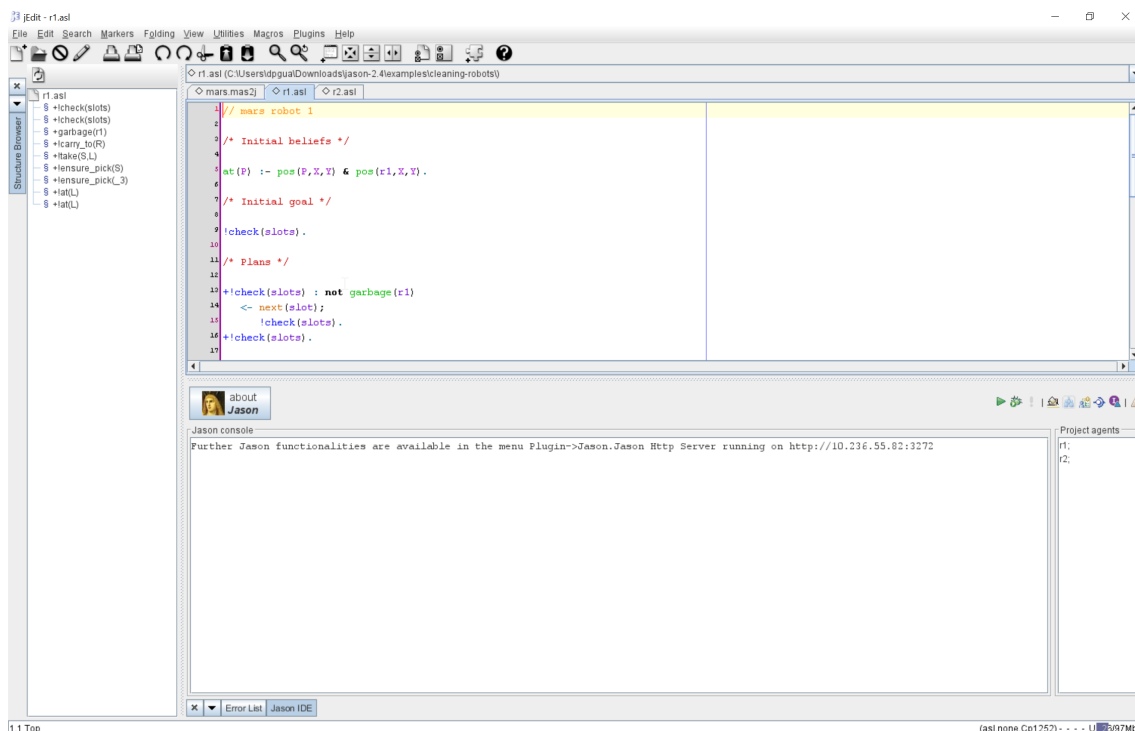 jEdit - r1.asl
File Edit Search Markers Folding View Utilities Macros Plugins Help
r1.asl (C:\Users\dpgua\Downloads\jason-2.4\examples\cleaning-robots\)
mars.mas2j r1.asl r2.asl
Structure Browser
r1.asl
+!check(slots)
+!check(slots)
+garbage(r1)
+!carry_to(R)
+!take(S,L)
+!ensure_pick(S)
+!ensure_pick(_3)
+!at(L)
+!at(L)
1 // mars robot 1
2
3 /* Initial beliefs */
4
5 at(P) :- pos(P,X,Y) & pos(r1,X,Y).
6
7 /* Initial goal */
8
9 !check(slots).
10
11 /* Plans */
12
13 +!check(slots) : not garbage(r1)
14 <- next(slot);
15 !check(slots).
16 +!check(slots).
17
about
Jason
Jason console
Further Jason functionalities are available in the menu Plugin->Jason.Jason Http Server running on http://10.236.55.82:3272
Project agents
r1;
r2;
Error List Jason IDE
1,1 Top
(asl,none,Cp1252)- - - - U